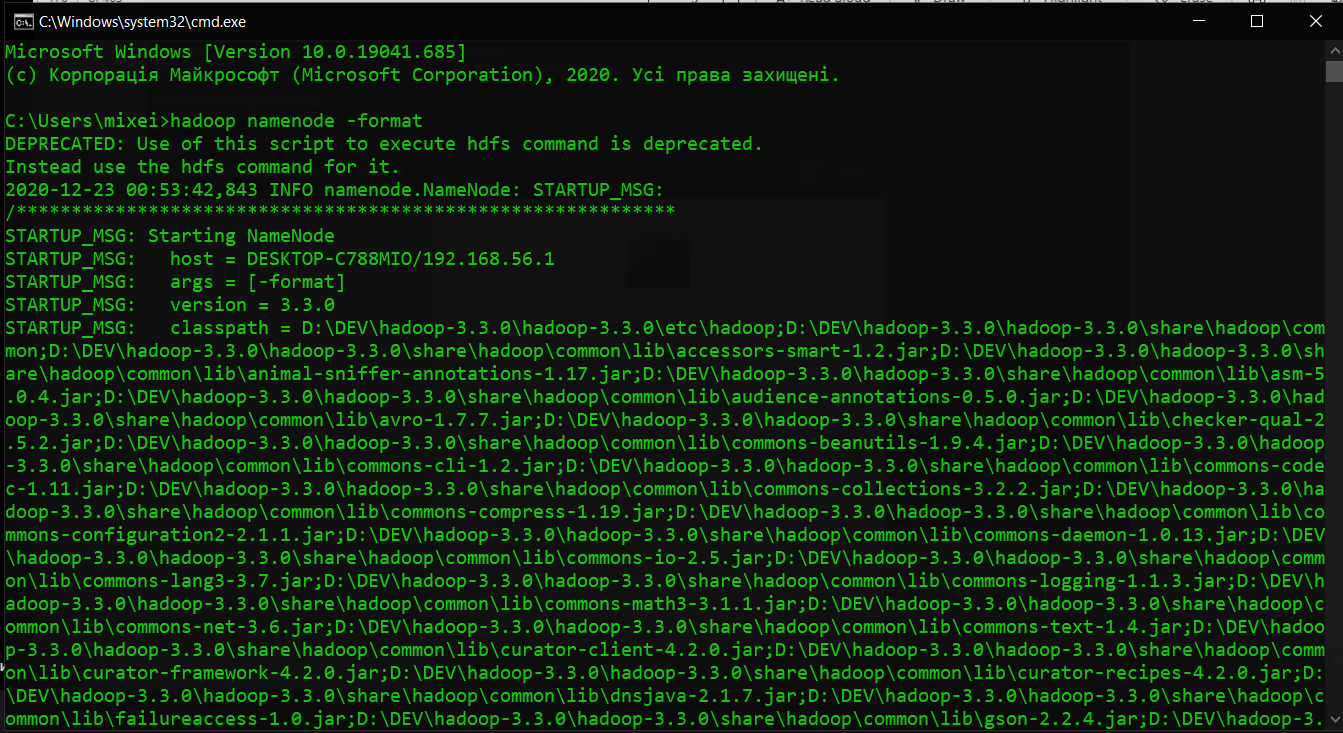 C:\Windows\system32\cmd.exe
Microsoft Windows [Version 10.0.19041.685]
(c) Корпорація Майкрософт (Microsoft Corporation), 2020. Усі права захищені.
C:\Users\mixei>hadoop namenode -format
DEPRECATED: Use of this script to execute hdfs command is deprecated.
Instead use the hdfs command for it.
2020-12-23 00:53:42,843 INFO namenode.NameNode: STARTUP_MSG:
/************************************************************
STARTUP_MSG: Starting NameNode
STARTUP_MSG:   host = DESKTOP-C788MIO/192.168.56.1
STARTUP_MSG:   args = [-format]
STARTUP_MSG:   version = 3.3.0
STARTUP_MSG:   classpath = D:\DEV\hadoop-3.3.0\hadoop-3.3.0\etc\hadoop;D:\DEV\hadoop-3.3.0\hadoop-3.3.0\share\hadoop\com
mon;D:\DEV\hadoop-3.3.0\hadoop-3.3.0\share\hadoop\common\lib\accessors-smart-1.2.jar;D:\DEV\hadoop-3.3.0\hadoop-3.3.0\sh
are\hadoop\common\lib\animal-sniffer-annotations-1.17.jar;D:\DEV\hadoop-3.3.0\hadoop-3.3.0\share\hadoop\common\lib\asm-5
.0.4.jar;D:\DEV\hadoop-3.3.0\hadoop-3.3.0\share\hadoop\common\lib\audience-annotations-0.5.0.jar;D:\DEV\hadoop-3.3.0\had
oop-3.3.0\share\hadoop\common\lib\avro-1.7.7.jar;D:\DEV\hadoop-3.3.0\hadoop-3.3.0\share\hadoop\common\lib\checker-qual-2
.5.2.jar;D:\DEV\hadoop-3.3.0\hadoop-3.3.0\share\hadoop\common\lib\commons-beanutils-1.9.4.jar;D:\DEV\hadoop-3.3.0\hadoop
-3.3.0\share\hadoop\common\lib\commons-cli-1.2.jar;D:\DEV\hadoop-3.3.0\hadoop-3.3.0\share\hadoop\common\lib\commons-code
c-1.11.jar;D:\DEV\hadoop-3.3.0\hadoop-3.3.0\share\hadoop\common\lib\commons-collections-3.2.2.jar;D:\DEV\hadoop-3.3.0\ha
doop-3.3.0\share\hadoop\common\lib\commons-compress-1.19.jar;D:\DEV\hadoop-3.3.0\hadoop-3.3.0\share\hadoop\common\lib\co
mmons-configuration2-2.1.1.jar;D:\DEV\hadoop-3.3.0\hadoop-3.3.0\share\hadoop\common\lib\commons-daemon-1.0.13.jar;D:\DEV
\hadoop-3.3.0\hadoop-3.3.0\share\hadoop\common\lib\commons-io-2.5.jar;D:\DEV\hadoop-3.3.0\hadoop-3.3.0\share\hadoop\comm
on\lib\commons-lang3-3.7.jar;D:\DEV\hadoop-3.3.0\hadoop-3.3.0\share\hadoop\common\lib\commons-logging-1.1.3.jar;D:\DEV\h
adoop-3.3.0\hadoop-3.3.0\share\hadoop\common\lib\commons-math3-3.1.1.jar;D:\DEV\hadoop-3.3.0\hadoop-3.3.0\share\hadoop\c
ommon\lib\commons-net-3.6.jar;D:\DEV\hadoop-3.3.0\hadoop-3.3.0\share\hadoop\common\lib\commons-text-1.4.jar;D:\DEV\hadoo
p-3.3.0\hadoop-3.3.0\share\hadoop\common\lib\curator-client-4.2.0.jar;D:\DEV\hadoop-3.3.0\hadoop-3.3.0\share\hadoop\comm
on\lib\curator-framework-4.2.0.jar;D:\DEV\hadoop-3.3.0\hadoop-3.3.0\share\hadoop\common\lib\curator-recipes-4.2.0.jar;D:
\DEV\hadoop-3.3.0\hadoop-3.3.0\share\hadoop\common\lib\dnsjava-2.1.7.jar;D:\DEV\hadoop-3.3.0\hadoop-3.3.0\share\hadoop\c
ommon\lib\failureaccess-1.0.jar;D:\DEV\hadoop-3.3.0\hadoop-3.3.0\share\hadoop\common\lib\gson-2.2.4.jar;D:\DEV\hadoop-3.